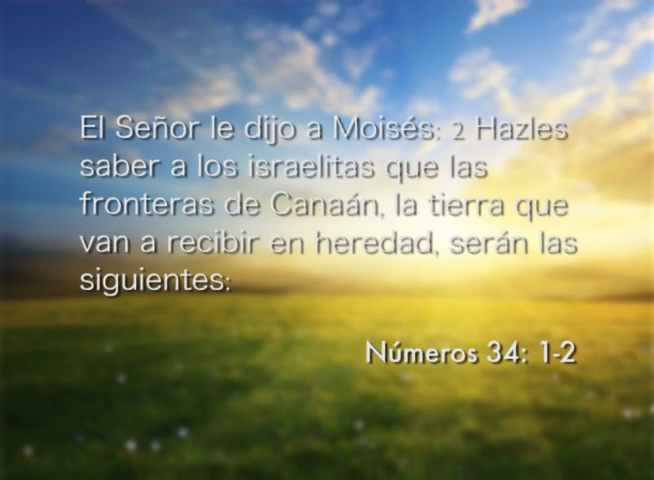 El Señor le dijo a Moisés: 2 Hazles
saber a los israelitas que las
fronteras de Canaán, la tierra que
van a recibir en heredad, serán las
siguientes:
Números 34: 1-2